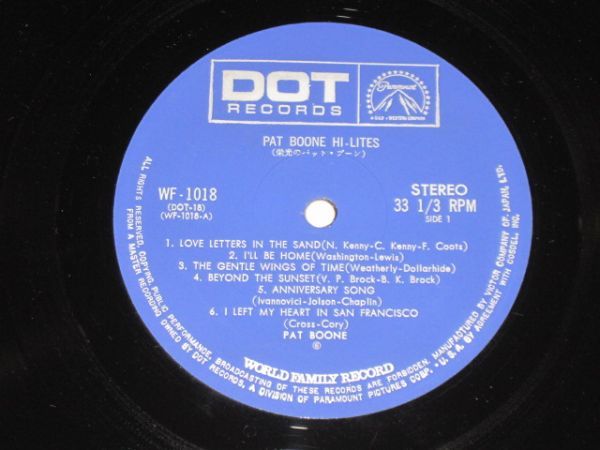 DOT
RECORDS
Paramount
A GULF + WESTERN COMPANY
PAT BOONE HI-LITES
(栄光のパット・ブーン)
WF-1018
(DOT-18)
(WF-1018-A)
STEREO
33 1/3 RPM
SIDE 1
1. LOVE LETTERS IN THE SAND(N. Kenny-C. Kenny-F. Coots)
2. I'LL BE HOME(Washington-Lewis)
3. THE GENTLE WINGS OF TIME(Weatherly-Dollarhide)
4. BEYOND THE SUNSET(V. P. Brock-B. K. Brock)
5. ANNIVERSARY SONG
(Ivannovici-Jolson-Chaplin)
6. I LEFT MY HEART IN SAN FRANCISCO
(Cross-Cory)
PAT BOONE
WORLD FAMILY RECORD
ALL RIGHTS RESERVED. COPYING, PUBLIC PERFORMANCE, BROADCASTING OF THESE RECORDS ARE FORBIDDEN. MANUFACTURED BY VICTOR COMPANY OF JAPAN, LTD.
FROM A MASTER RECORDING OWNED BY DOT RECORDS, A DIVISION OF PARAMOUNT PICTURES CORP. U.S.A. BY AGREEMENT WITH COSDEL, INC.